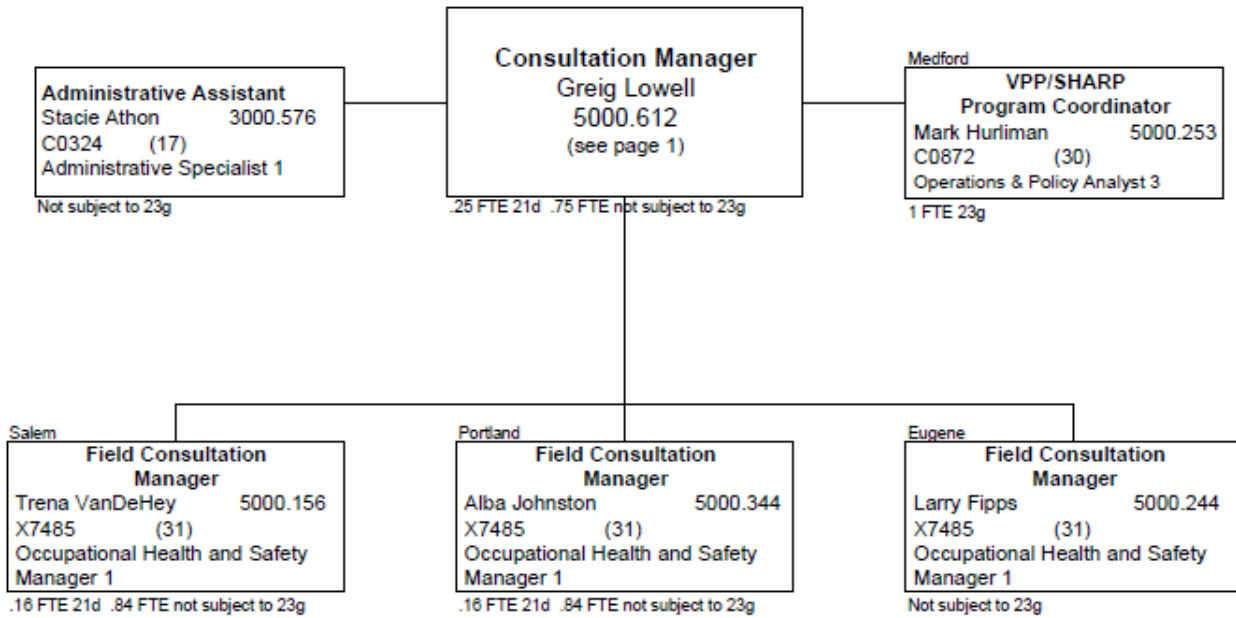 Administrative Assistant
Stacie Athon 3000.576
C0324 (17)
Administrative Specialist 1
Not subject to 23g
Consultation Manager
Greig Lowell
5000.612
(see page 1)
.25 FTE 21d .75 FTE not subject to 23g
Medford
VPP/SHARP
Program Coordinator
Mark Hurliman 5000.253
C0872 (30)
Operations & Policy Analyst 3
1 FTE 23g
Salem
Field Consultation
Manager
Trena VanDeHey 5000.156
X7485 (31)
Occupational Health and Safety
Manager 1
.16 FTE 21d .84 FTE not subject to 23g
Portland
Field Consultation
Manager
Alba Johnston 5000.344
X7485 (31)
Occupational Health and Safety
Manager 1
.16 FTE 21d .84 FTE not subject to 23g
Eugene
Field Consultation
Manager
Larry Fipps 5000.244
X7485 (31)
Occupational Health and Safety
Manager 1
Not subject to 23g